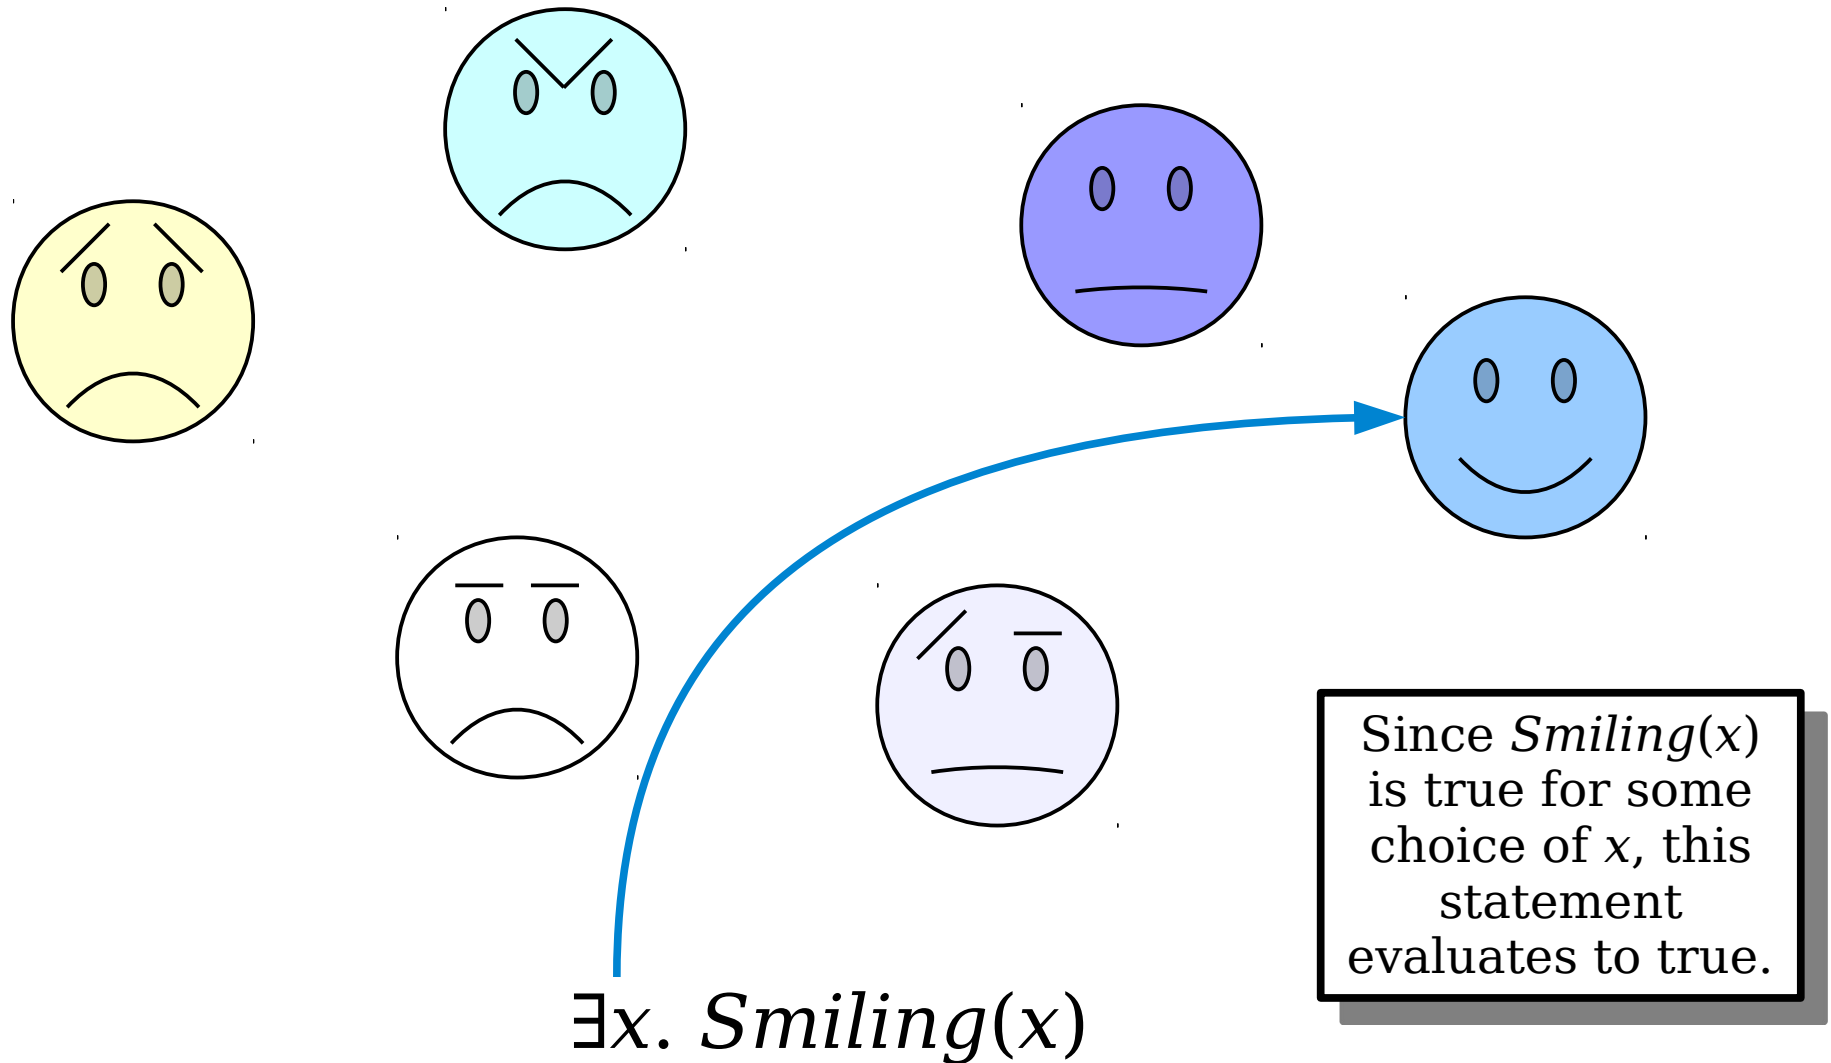 Since Smiling(x)
is true for some
choice of x, this
statement
evaluates to true.
∃x. Smiling(x)